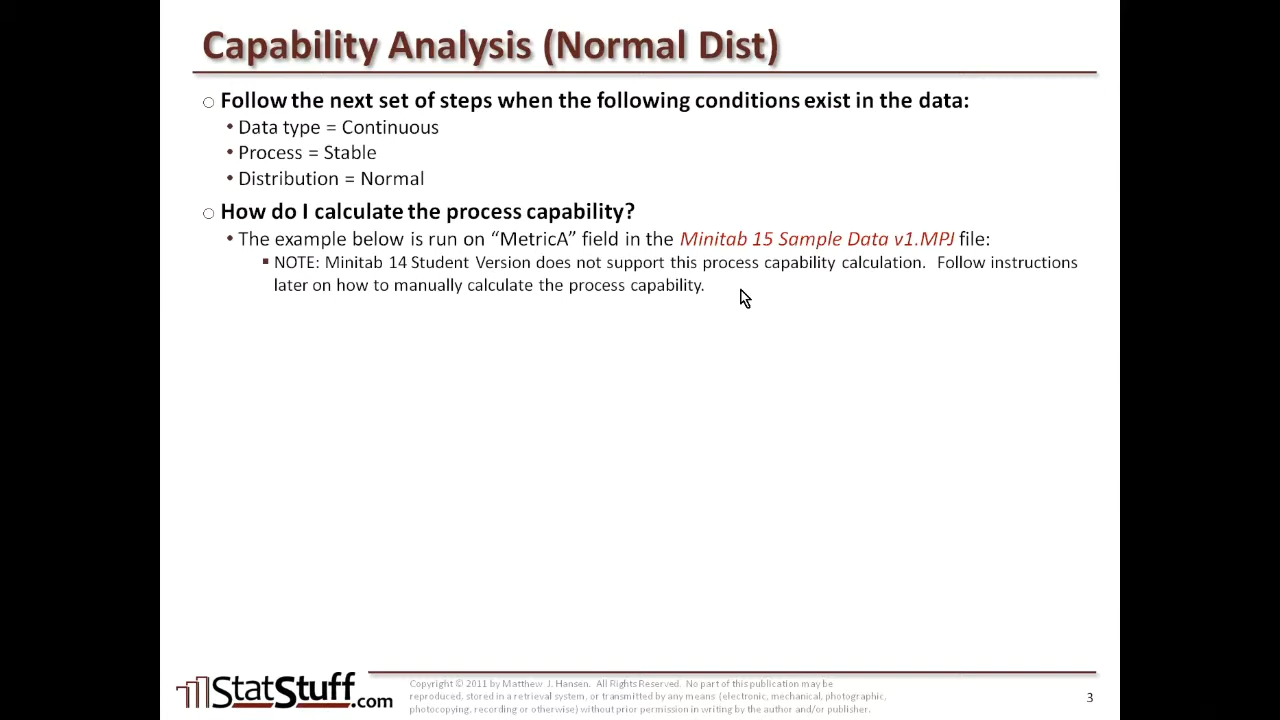 Capability Analysis (Normal Dist)
Follow the next set of steps when the following conditions exist in the data:
Data type = Continuous
Process = Stable
Distribution = Normal
How do I calculate the process capability?
The example below is run on “MetricA” field in the Minitab 15 Sample Data v1.MPJ file:
NOTE: Minitab 14 Student Version does not support this process capability calculation. Follow instructions
later on how to manually calculate the process capability.
StatStuff.com
Copyright © 2011 by Matthew J. Hansen. All Rights Reserved. No part of this publication may be
reproduced, stored in a retrieval system, or transmitted by any means (electronic, mechanical, photographic,
photocopying, recording or otherwise) without prior permission in writing by the author and/or publisher.
3